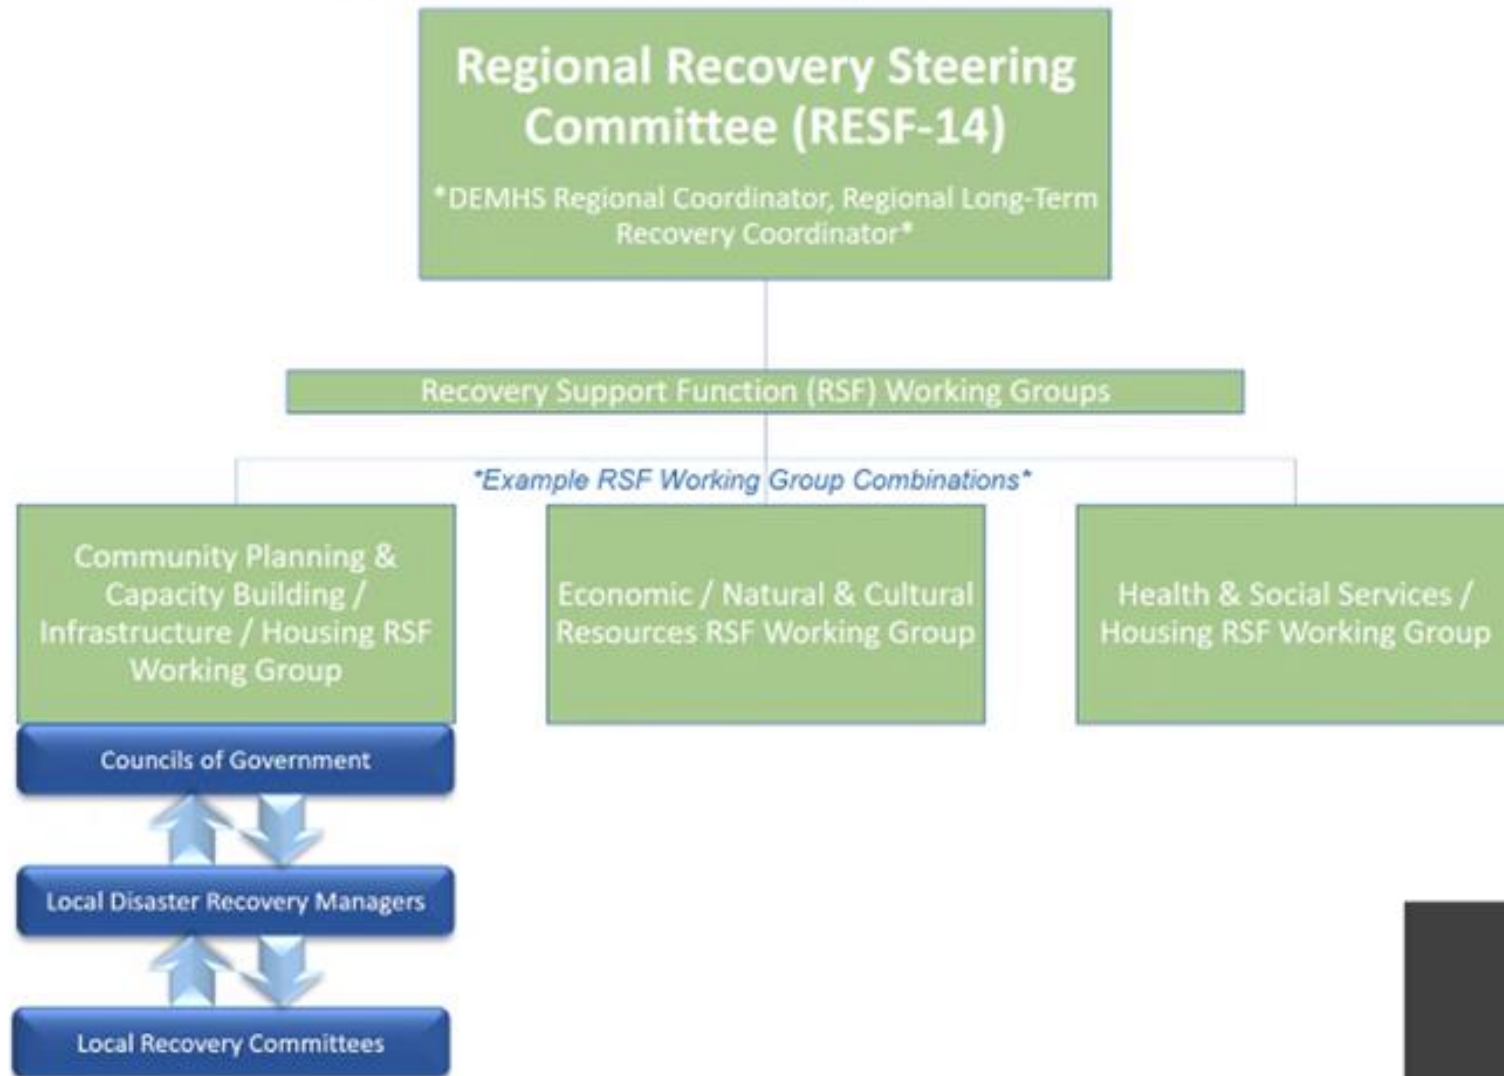 Regional Recovery Steering
Committee (RESF-14)
*DEMHS Regional Coordinator, Regional Long-Term
Recovery Coordinator*
Recovery Support Function (RSF) Working Groups
*Example RSF Working Group Combinations*
Community Planning &
Capacity Building /
Infrastructure / Housing RSF
Working Group
Economic / Natural & Cultural
Resources RSF Working Group
Health & Social Services /
Housing RSF Working Group
Councils of Government
Local Disaster Recovery Managers
Local Recovery Committees